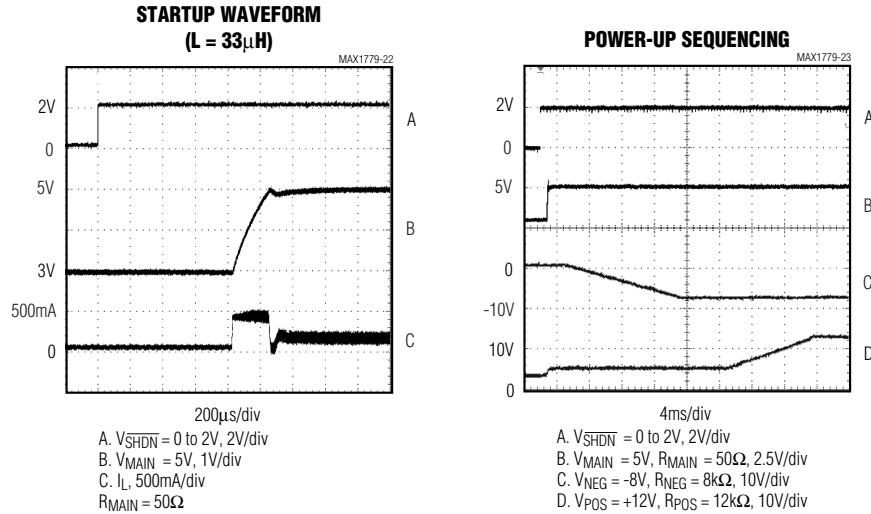 STARTUP WAVEFORM
(L = 33µH)
MAX1779-22
2V
A
0
5V
B
3V
500mA
C
0
200µs/div
A. VSHDN = 0 to 2V, 2V/div
B. VMAIN = 5V, 1V/div
C. IL, 500mA/div
RMAIN = 50Ω
POWER-UP SEQUENCING
MAX1779-23
2V
A
0
5V
B
0
C
-10V
10V
D
0
4ms/div
A. VSHDN = 0 to 2V, 2V/div
B. VMAIN = 5V, RMAIN = 50Ω, 2.5V/div
C. VNEG = -8V, RNEG = 8kΩ, 10V/div
D. VPOS = +12V, RPOS = 12kΩ, 10V/div